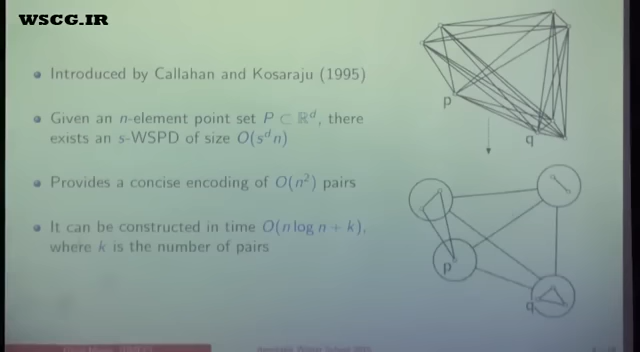 WSCG.IR
Introduced by Callahan and Kosaraju (1995)
Given an n-element point set P ⊂ ℝᵈ, there
exists an s-WSPD of size O(sᵈn)
Provides a concise encoding of O(n²) pairs
It can be constructed in time O(n log n + k),
where k is the number of pairs
p
q
p
q